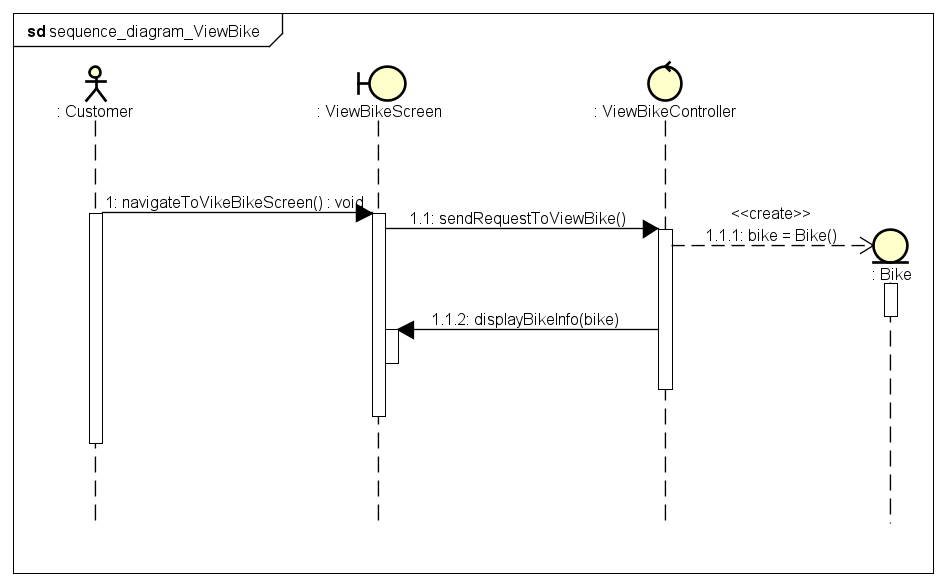 sd sequence_diagram_ViewBike
: Customer
: ViewBikeScreen
: ViewBikeController
1: navigateToVikeBikeScreen() : void
1.1: sendRequestToViewBike()
<<create>>
1.1.1: bike = Bike()
: Bike
1.1.2: displayBikeInfo(bike)